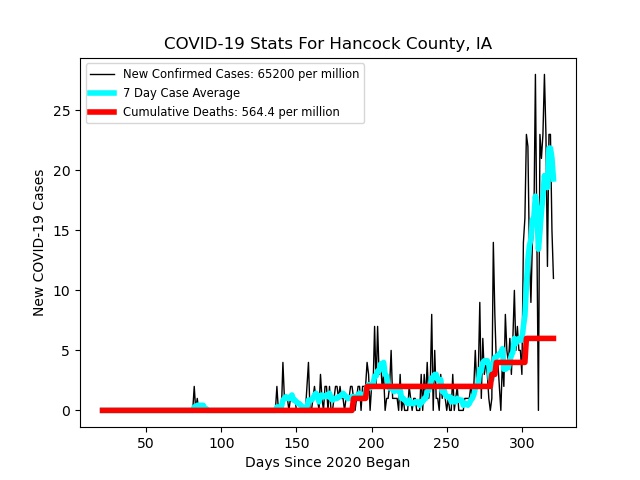 COVID-19 Stats For Hancock County, IA
New Confirmed Cases: 65200 per million
7 Day Case Average
Cumulative Deaths: 564.4 per million
New COVID-19 Cases
25
20
15
10
5
0
50 100 150 200 250 300
Days Since 2020 Began